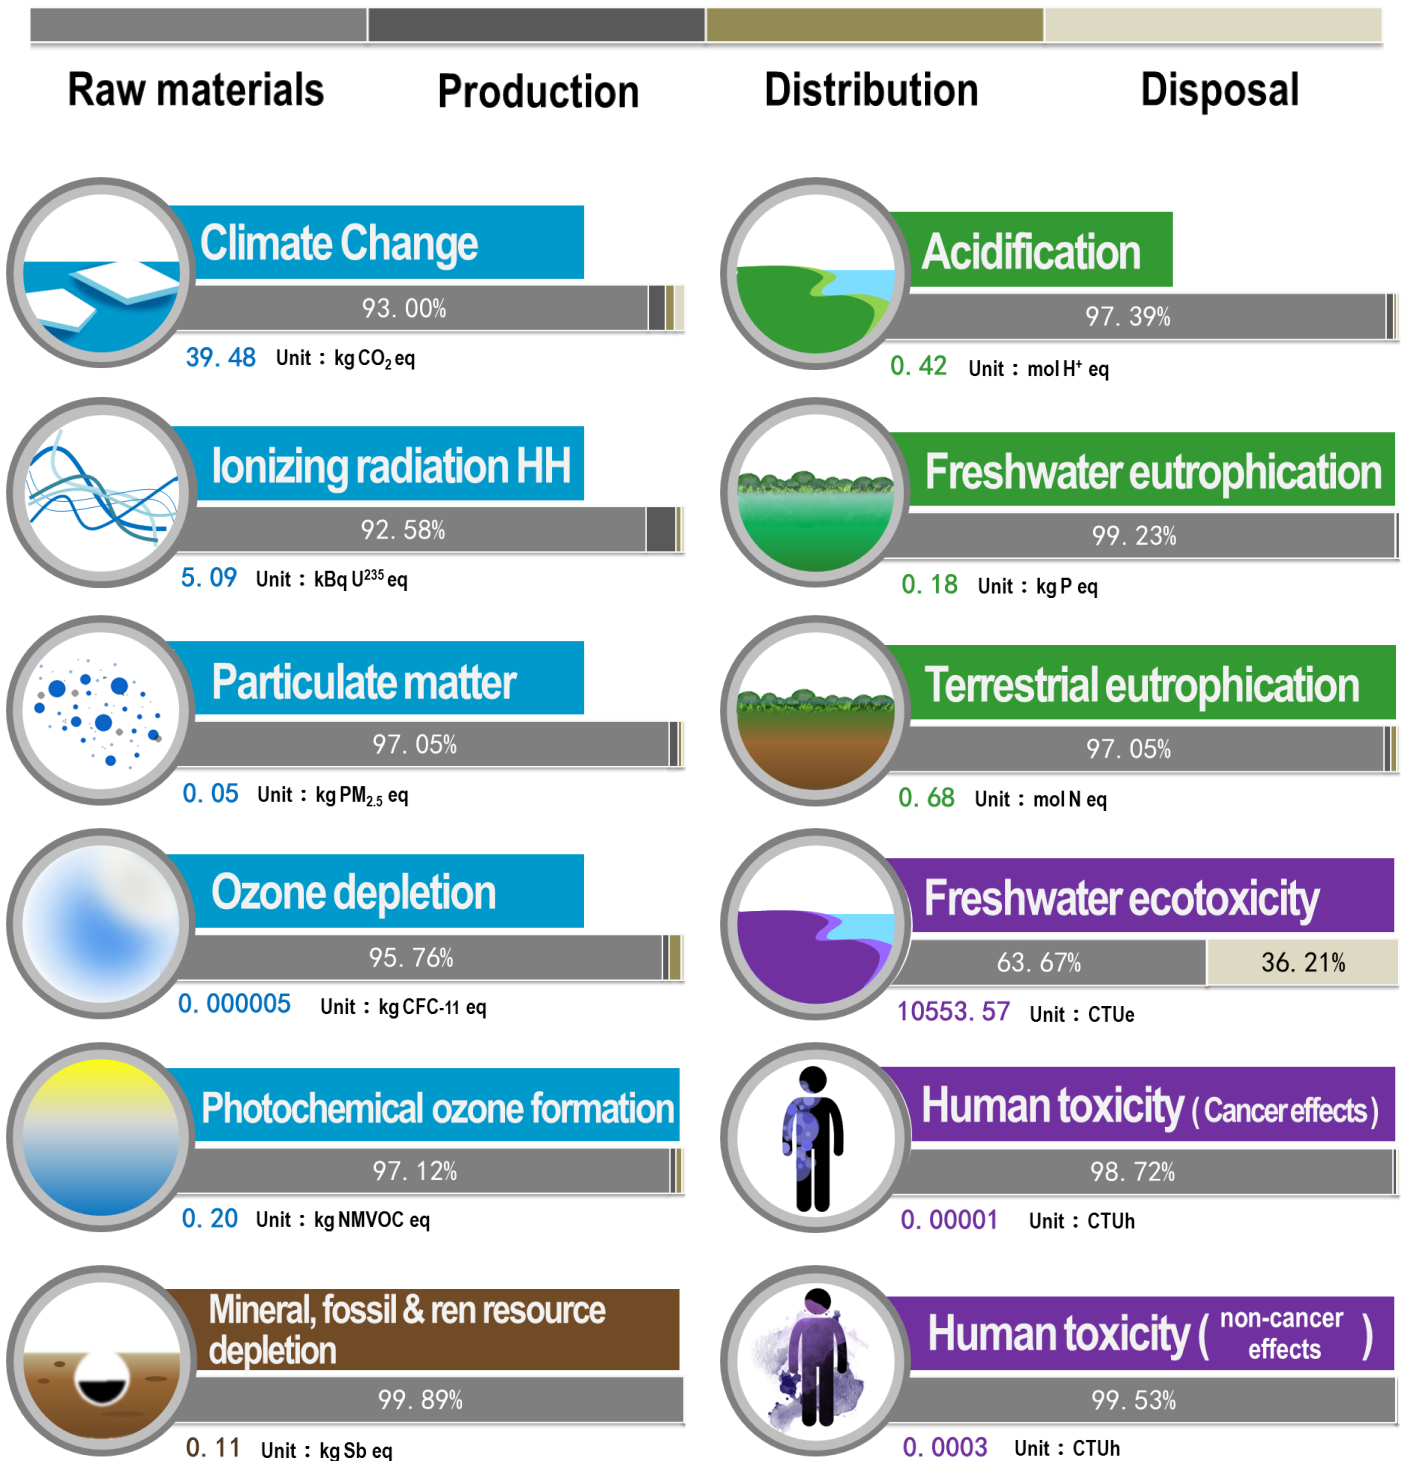 Raw materials
Production
Distribution
Disposal
Climate Change
93.00%
39.48 Unit : kg CO₂ eq
Ionizing radiation HH
92.58%
5.09 Unit : kBq U²³⁵ eq
Particulate matter
97.05%
0.05 Unit : kg PM₂.₅ eq
Ozone depletion
95.76%
0.000005 Unit : kg CFC-11 eq
Photochemical ozone formation
97.12%
0.20 Unit : kg NMVOC eq
Mineral, fossil & ren resource
depletion
99.89%
0.11 Unit : kg Sb eq
Acidification
97.39%
0.42 Unit : mol H⁺ eq
Freshwater eutrophication
99.23%
0.18 Unit : kg P eq
Terrestrial eutrophication
97.05%
0.68 Unit : mol N eq
Freshwater ecotoxicity
63.67% 36.21%
10553.57 Unit : CTUe
Human toxicity ( Cancer effects )
98.72%
0.00001 Unit : CTUh
Human toxicity ( non-cancer
effects )
99.53%
0.0003 Unit : CTUh